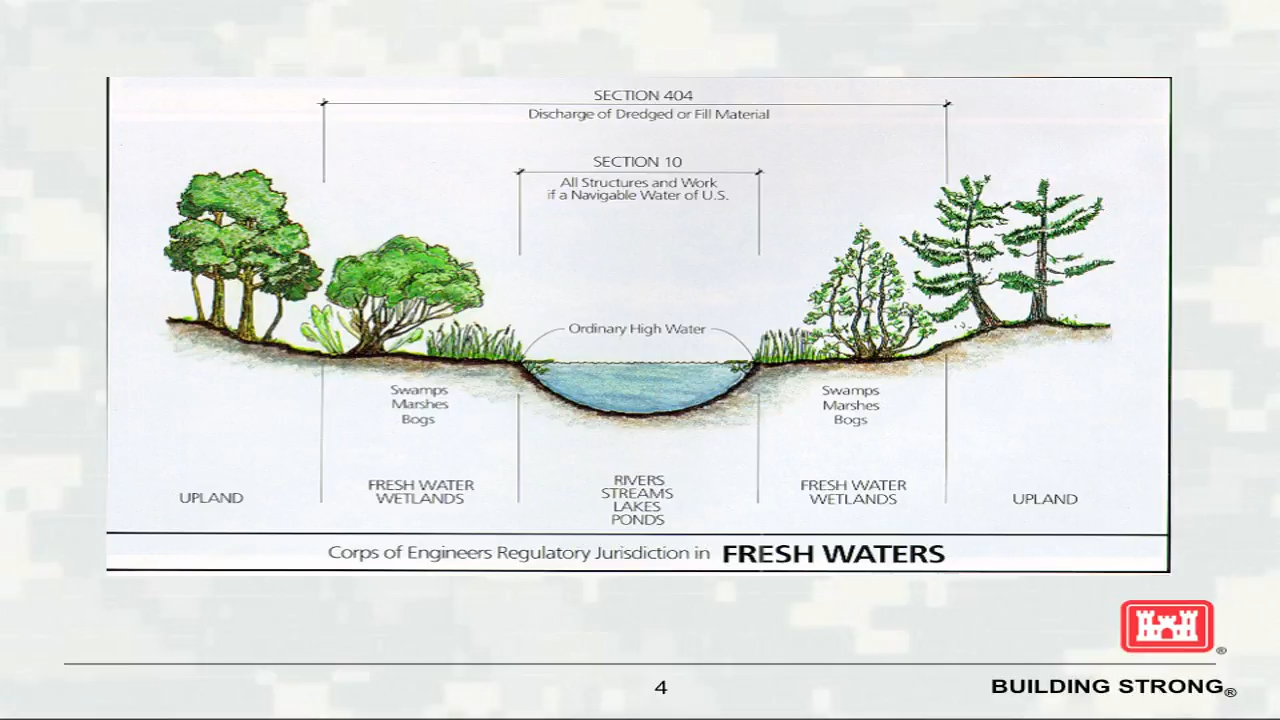 SECTION 404
Discharge of Dredged or Fill Material
SECTION 10
All Structures and Work
if a Navigable Water of U.S.
Ordinary High Water
Swamps
Marshes
Bogs
Swamps
Marshes
Bogs
UPLAND
FRESH WATER
WETLANDS
RIVERS
STREAMS
LAKES
PONDS
FRESH WATER
WETLANDS
UPLAND
Corps of Engineers Regulatory Jurisdiction in FRESH WATERS
®
4
BUILDING STRONG®